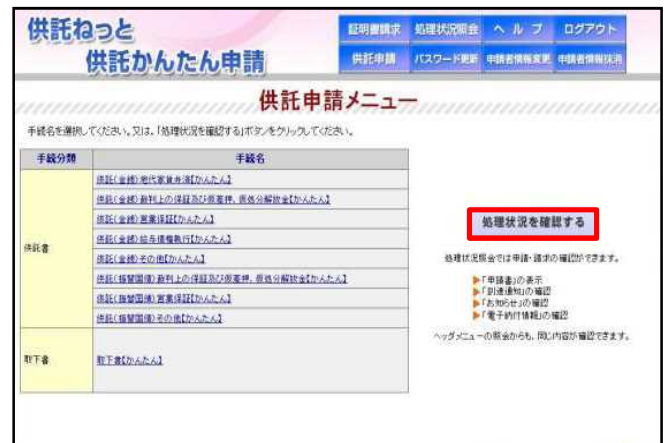 供託ねっと
供託かんたん申請
証明書請求 処理状況照会 ヘ ル プ ログアウト
供託申請 パスワード更新 申請者情報変更 申請者情報抹消
供託申請メニュー
手続名を選択してください。又は、「処理状況を確認する」ボタンをクリックしてください。
手続分類 手続名
供託書
供託(金銭)地代家賃弁済【かんたん】
供託(金銭)裁判上の保証及び仮差押、仮処分解放金【かんたん】
供託(金銭)営業保証【かんたん】
供託(金銭)給与債権執行【かんたん】
供託(金銭)その他【かんたん】
供託(振替国債)裁判上の保証及び仮差押、仮処分解放金【かんたん】
供託(振替国債)営業保証【かんたん】
供託(振替国債)その他【かんたん】
取下書 取下書【かんたん】
処理状況を確認する
処理状況照会では申請・請求の確認ができます。
▶「申請書」の表示
▶「到達通知」の確認
▶「お知らせ」の確認
▶「電子納付情報」の確認
ヘッダメニューの照会からも、同じ内容が確認できます。